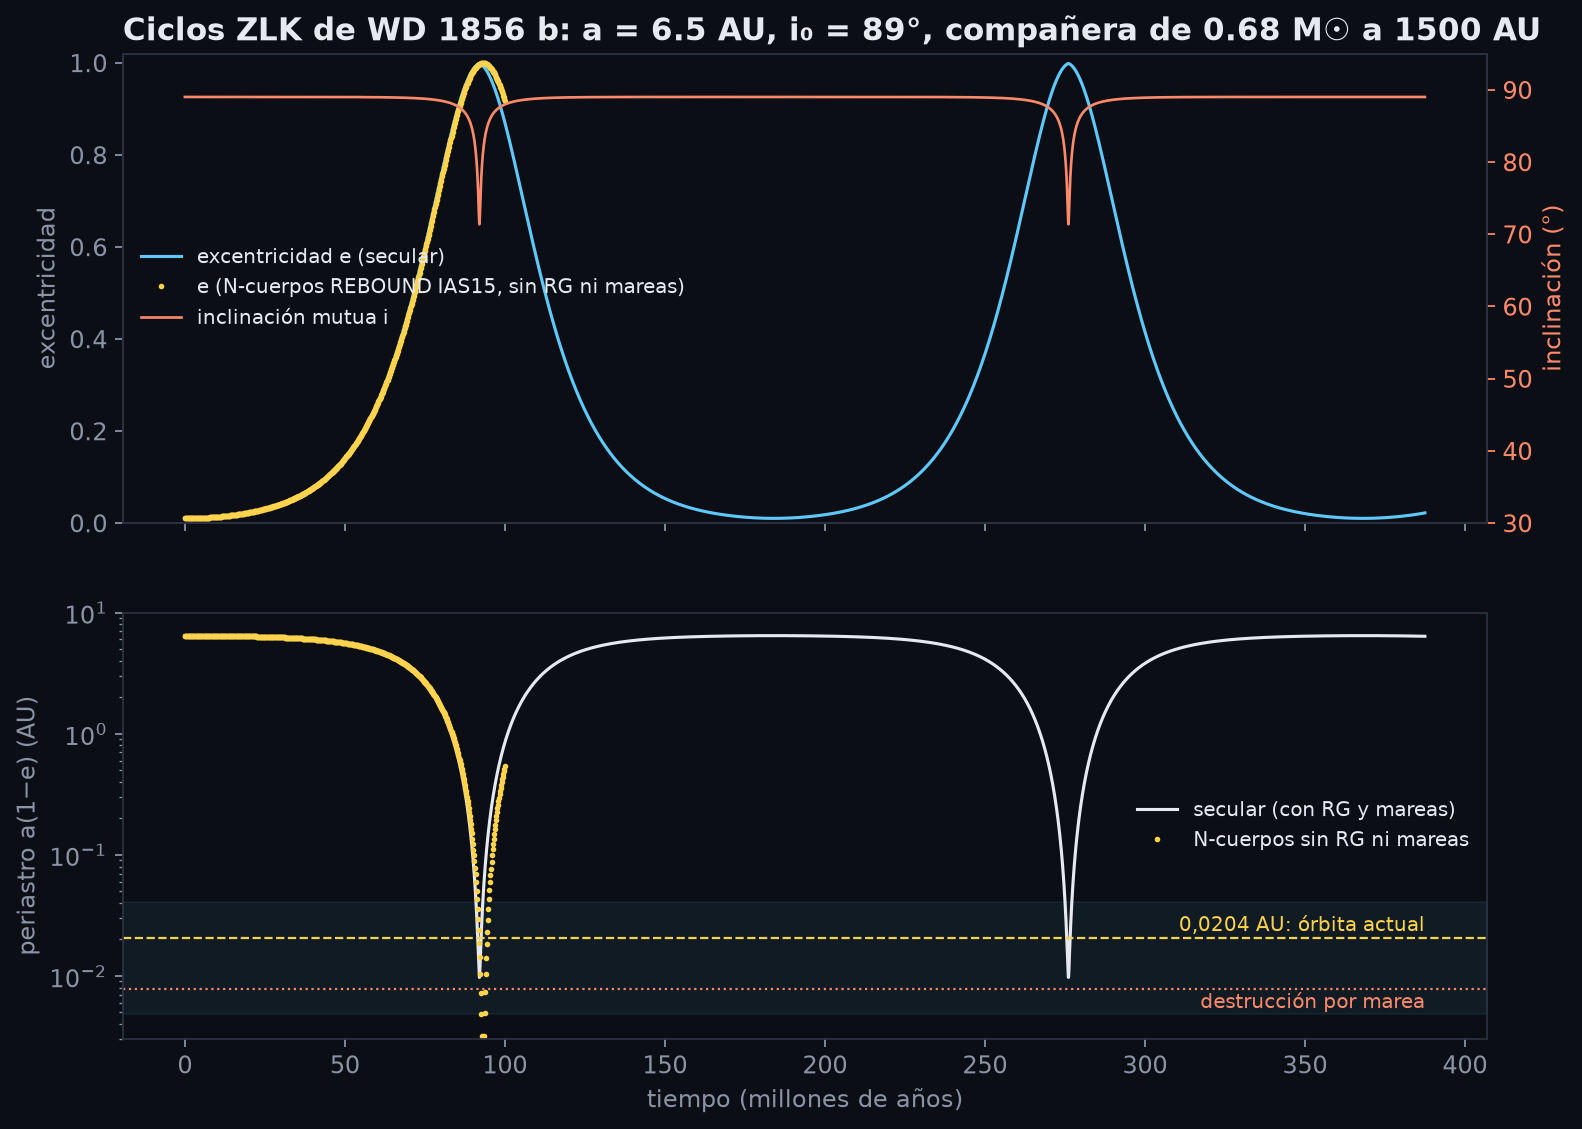 Ciclos ZLK de WD 1856 b: a = 6.5 AU, i₀ = 89°, compañera de 0.68 M☉ a 1500 AU
1.0
0.8
0.6
0.4
0.2
0.0
excentricidad
excentricidad e (secular)
e (N-cuerpos REBOUND IAS15, sin RG ni mareas)
inclinación mutua i
90
80
70
60
50
40
30
inclinación (°)
10¹
10⁰
10⁻¹
10⁻²
periastro a(1−e) (AU)
secular (con RG y mareas)
N-cuerpos sin RG ni mareas
0,0204 AU: órbita actual
destrucción por marea
0 50 100 150 200 250 300 350 400
tiempo (millones de años)